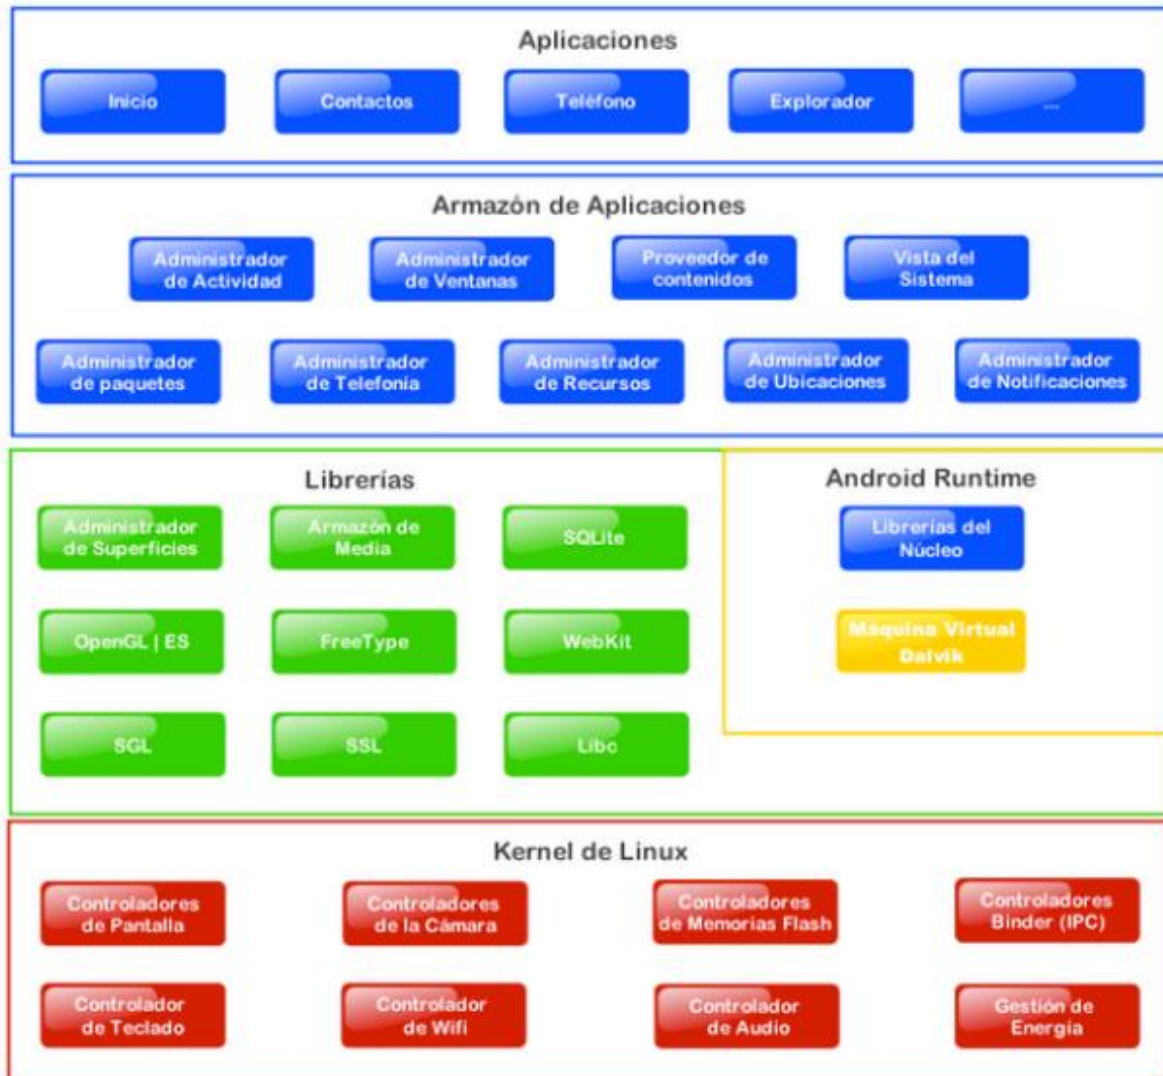 Aplicaciones
Inicio
Contactos
Teléfono
Explorador
...
Armazón de Aplicaciones
Administrador
de Actividad
Administrador
de Ventanas
Proveedor de
contenidos
Vista del
Sistema
Administrador
de paquetes
Administrador
de Telefonía
Administrador
de Recursos
Administrador
de Ubicaciones
Administrador
de Notificaciones
Librerías
Administrador
de Superficies
Armazón de
Media
SQLite
OpenGL | ES
FreeType
WebKit
SGL
SSL
Libc
Android Runtime
Librerías del
Núcleo
Máquina Virtual
Dalvik
Kernel de Linux
Controladores
de Pantalla
Controladores
de la Cámara
Controladores
de Memorias Flash
Controladores
Binder (IPC)
Controlador
de Teclado
Controlador
de Wifi
Controlador
de Audio
Gestión de
Energía